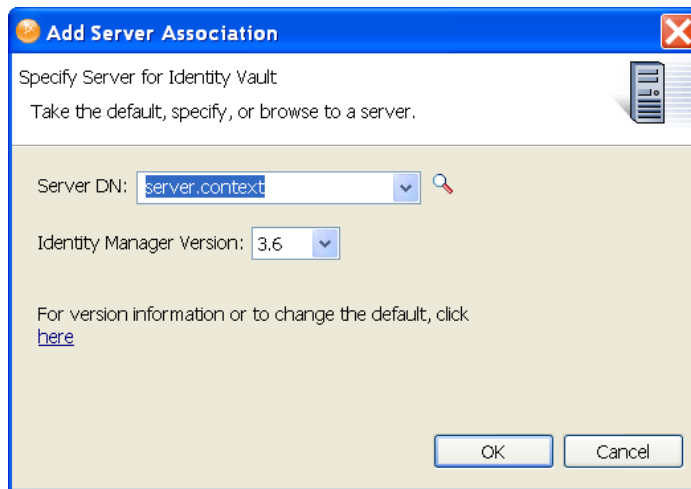 Add Server Association
Specify Server for Identity Vault
Take the default, specify, or browse to a server.
Server DN: server.context
Identity Manager Version: 3.6
For version information or to change the default, click
here
OK Cancel